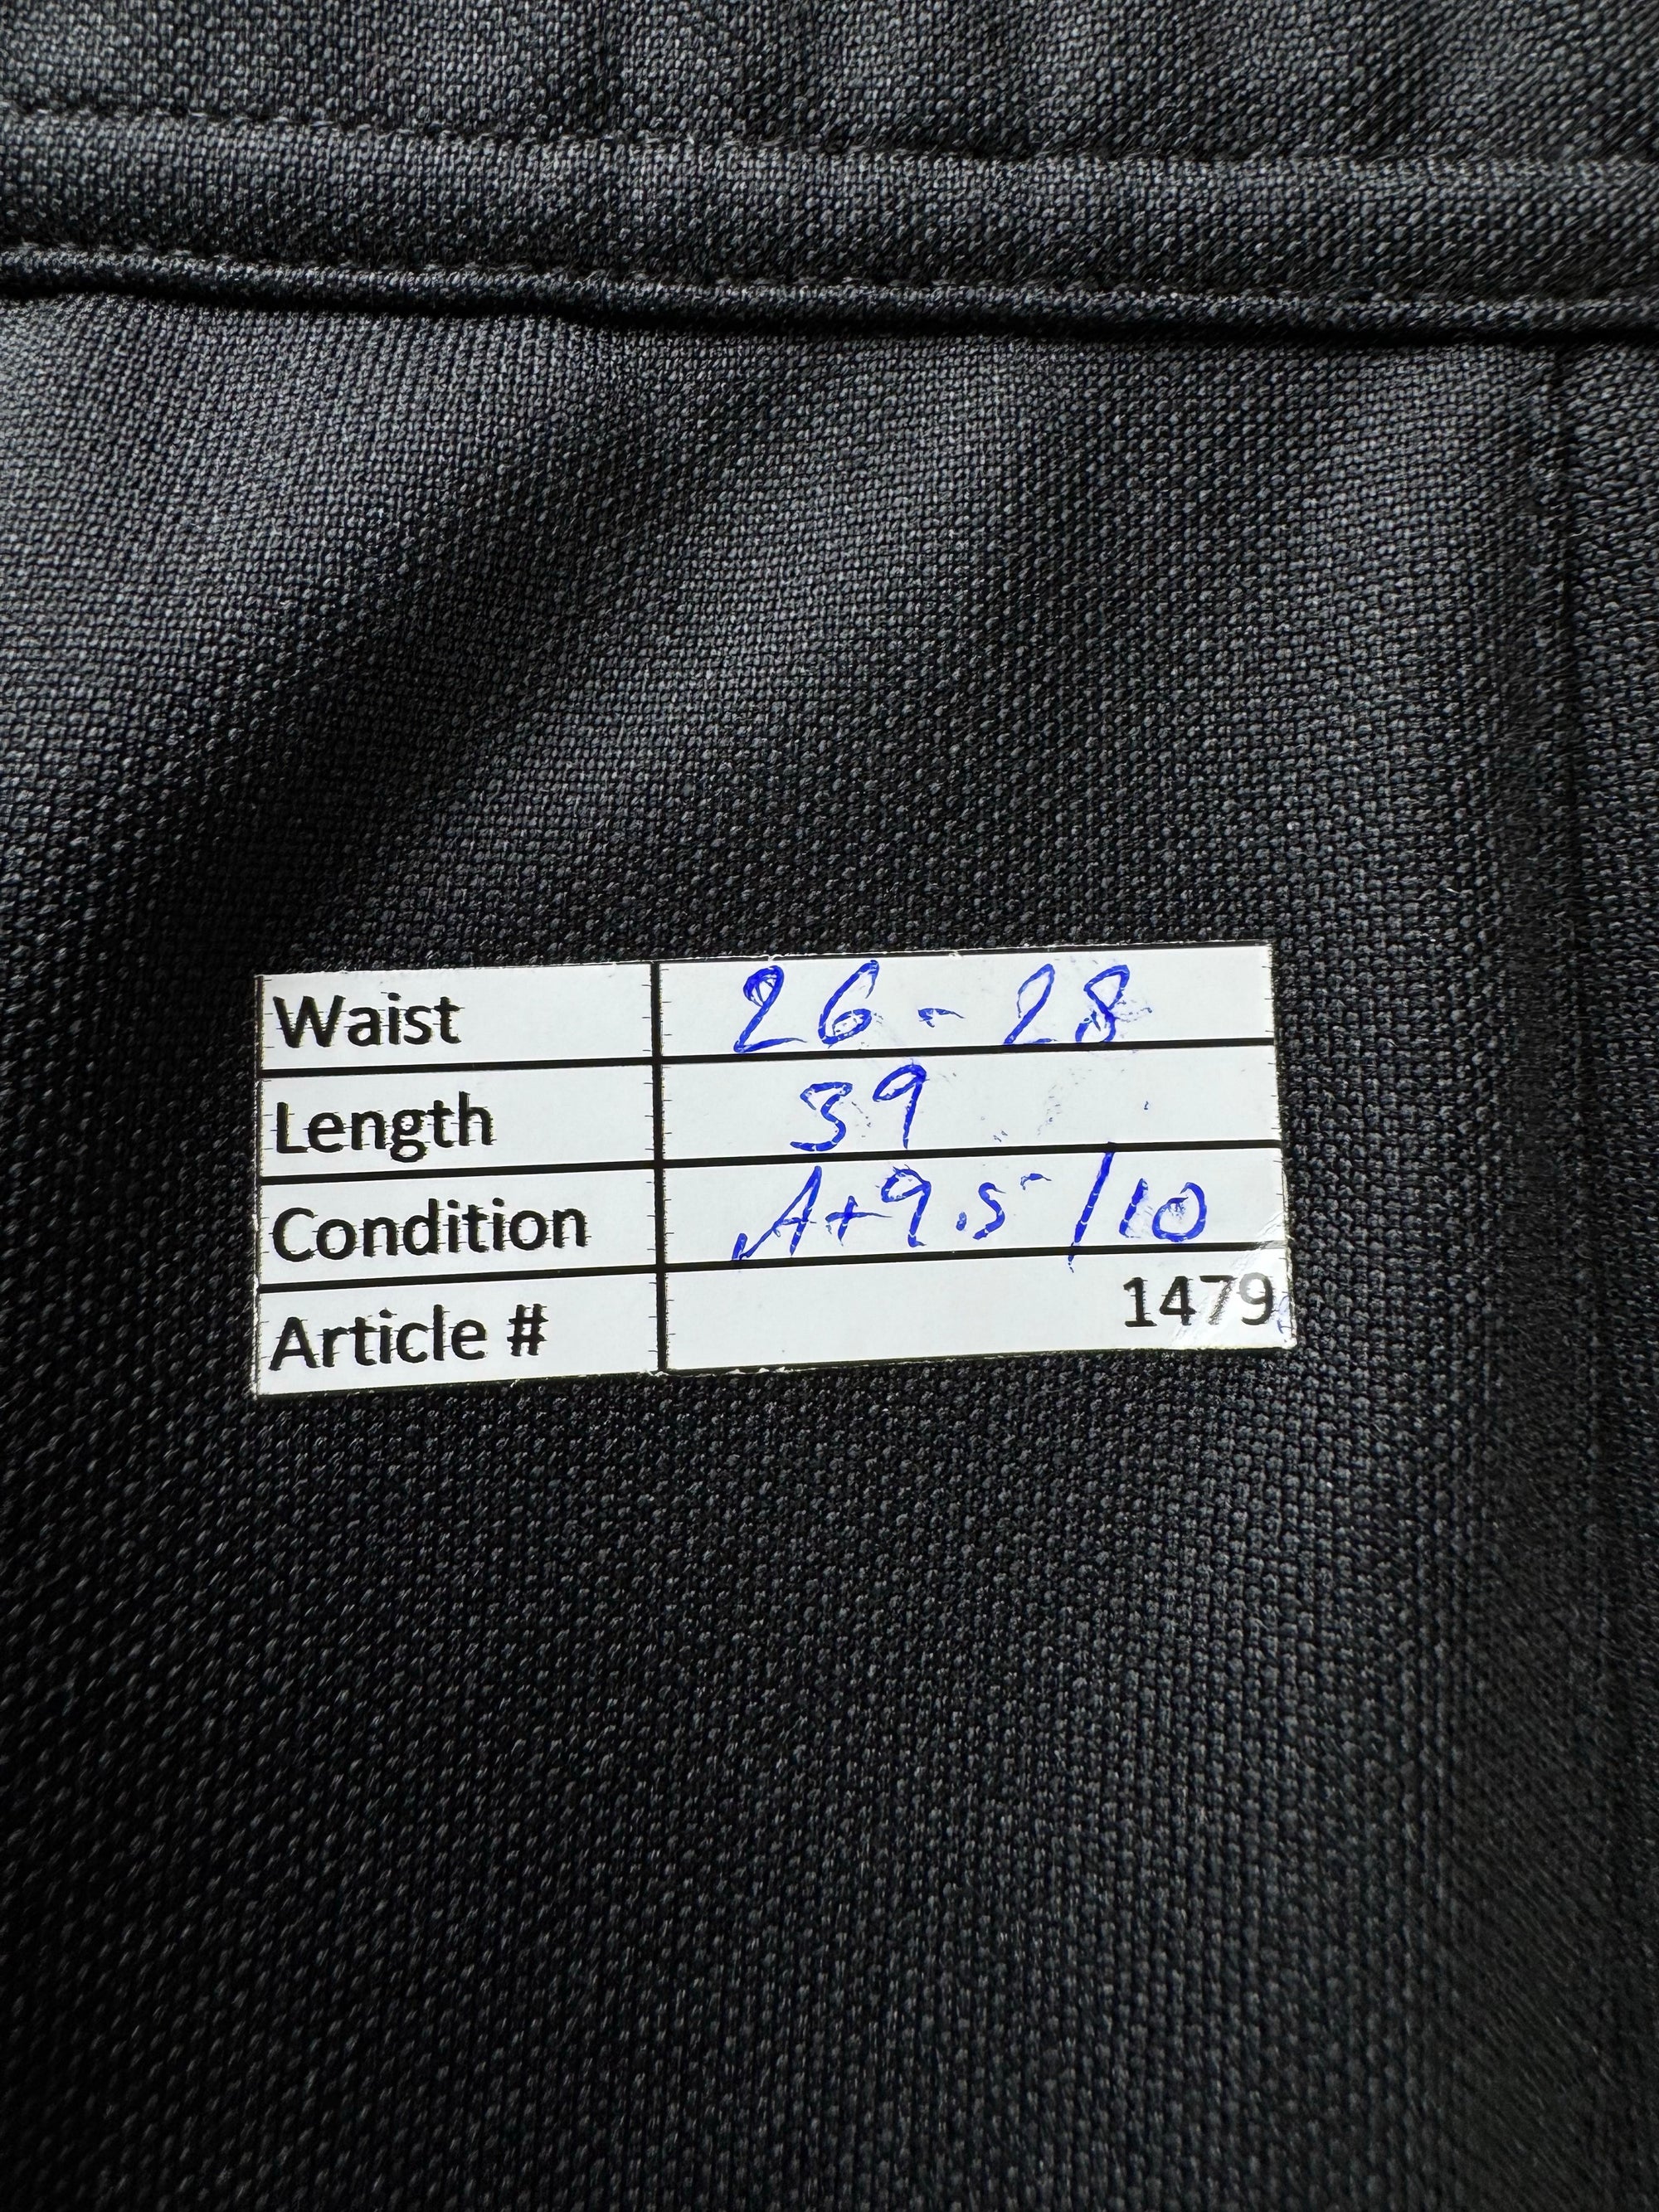 Waist 26 - 28
Length 39
Condition A+ 9.5 /10
Article # 1479